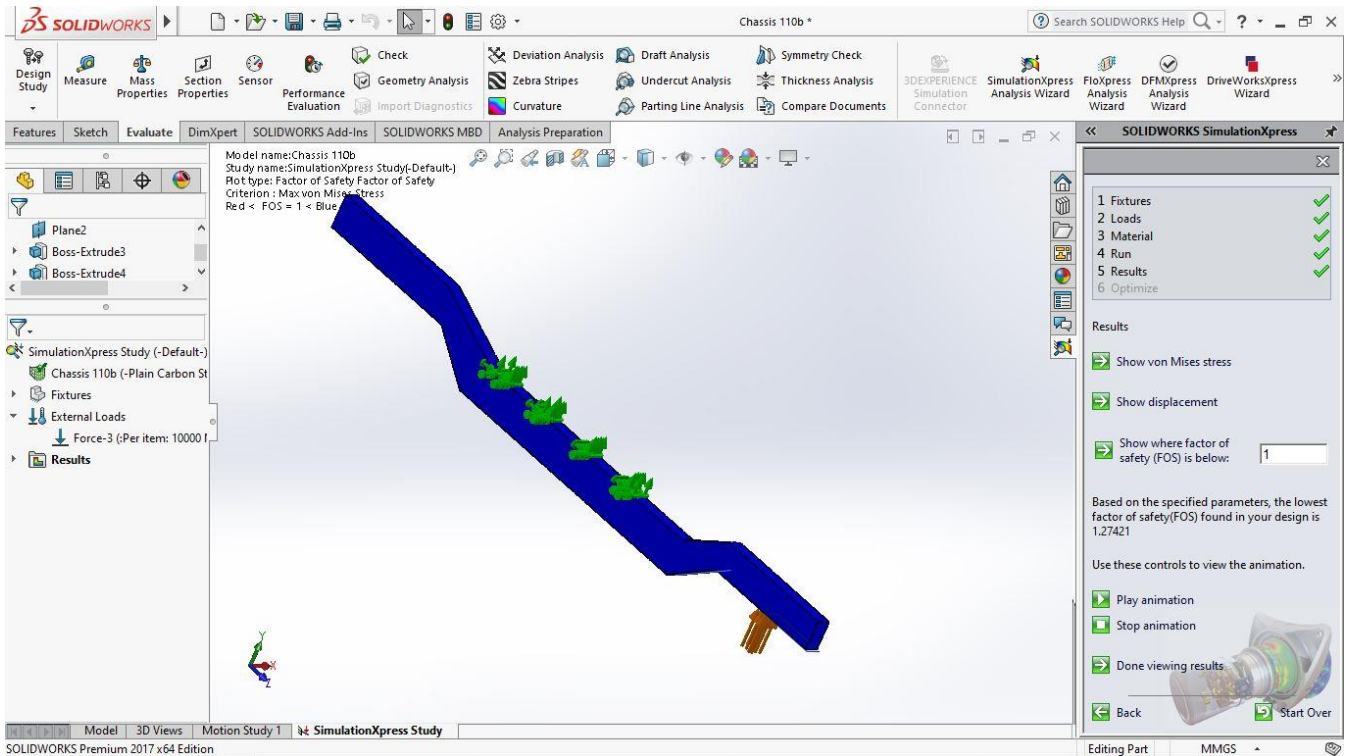 SOLIDWORKS
Chassis 110b *
Search SOLIDWORKS Help
Design Study
Measure
Mass Properties
Section Properties
Sensor
Performance Evaluation
Check
Geometry Analysis
Import Diagnostics
Deviation Analysis
Zebra Stripes
Curvature
Draft Analysis
Undercut Analysis
Parting Line Analysis
Symmetry Check
Thickness Analysis
Compare Documents
3DEXPERIENCE Simulation Connector
SimulationXpress Analysis Wizard
FloXpress Analysis Wizard
DFMXpress Analysis Wizard
DriveWorksXpress Wizard
Features
Sketch
Evaluate
DimXpert
SOLIDWORKS Add-Ins
SOLIDWORKS MBD
Analysis Preparation
Plane2
Boss-Extrude3
Boss-Extrude4
SimulationXpress Study (-Default-)
Chassis 110b (-Plain Carbon St
Fixtures
External Loads
Force-3 (:Per item: 10000
Results
Model name:Chassis 110b
Study name:SimulationXpress Study(-Default-)
Plot type: Factor of Safety Factor of Safety
Criterion : Max von Mises Stress
Red < FOS = 1 < Blue
Y
X
Z
SOLIDWORKS SimulationXpress
1 Fixtures
2 Loads
3 Material
4 Run
5 Results
6 Optimize
Results
Show von Mises stress
Show displacement
Show where factor of
safety (FOS) is below:
1
Based on the specified parameters, the lowest
factor of safety(FOS) found in your design is
1.27421
Use these controls to view the animation.
Play animation
Stop animation
Done viewing results
Back
Start Over
Model
3D Views
Motion Study 1
SimulationXpress Study
SOLIDWORKS Premium 2017 x64 Edition
Editing Part
MMGS